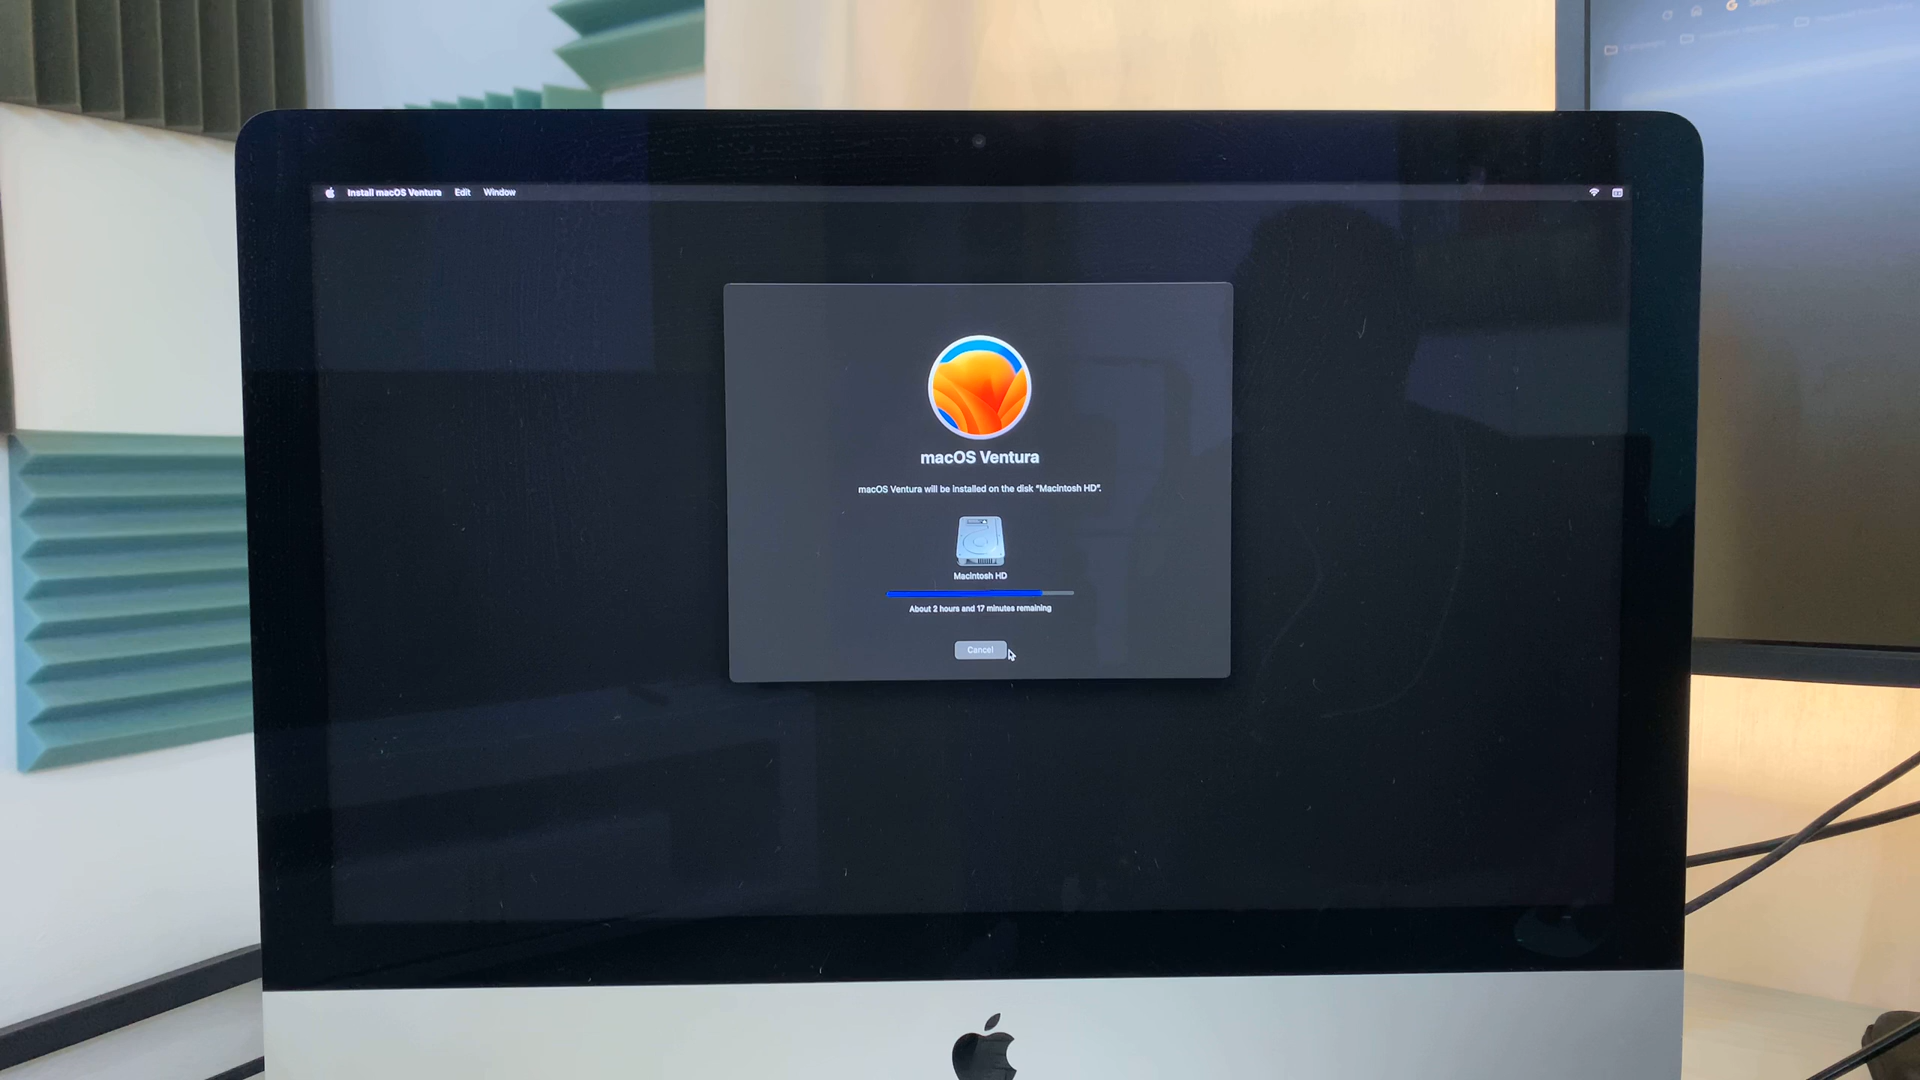 Install macOS Ventura Edit Window
macOS Ventura
macOS Ventura will be installed on the disk "Macintosh HD".
Macintosh HD
About 2 hours and 17 minutes remaining
Cancel